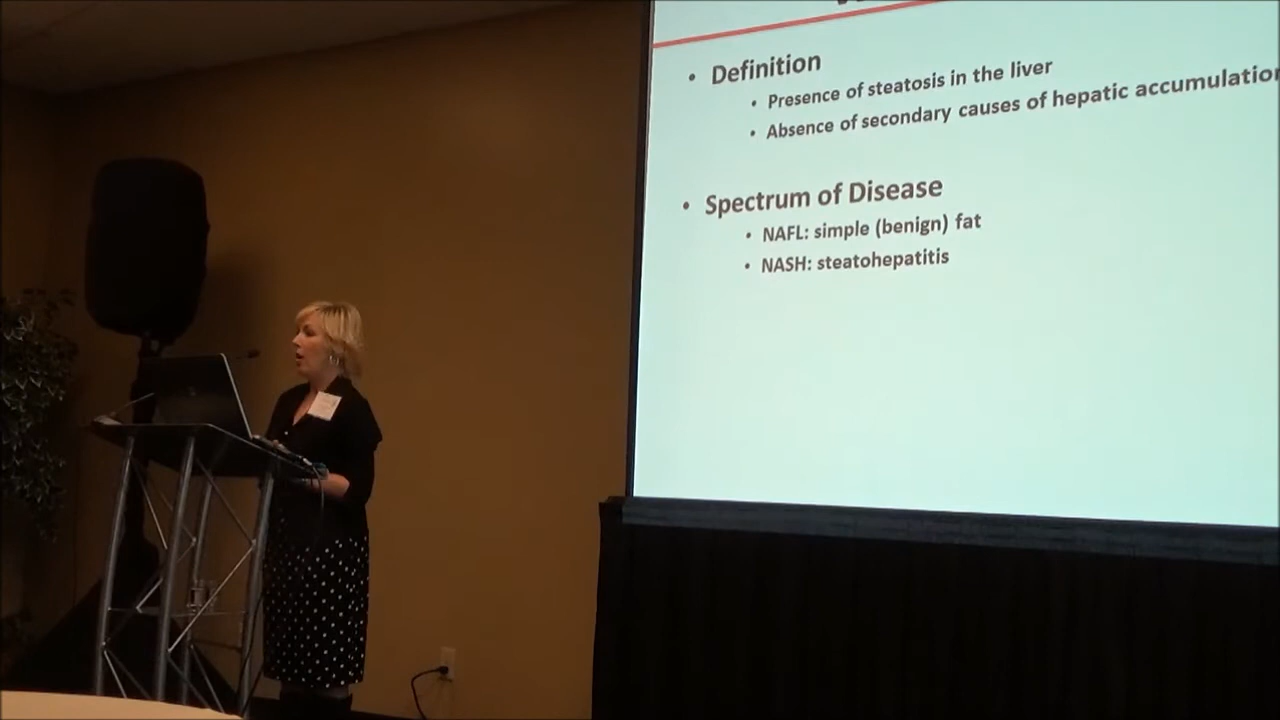 • Definition
• Presence of steatosis in the liver
• Absence of secondary causes of hepatic accumulation
• Spectrum of Disease
• NAFL: simple (benign) fat
• NASH: steatohepatitis